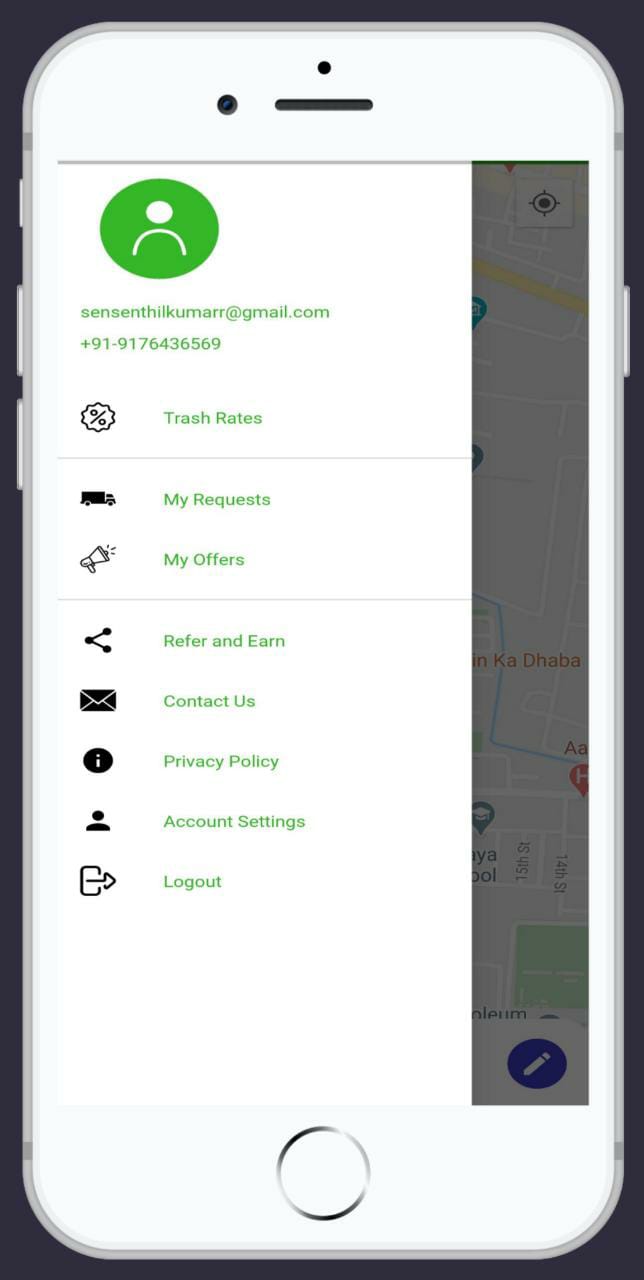 sensenthilkumarr@gmail.com
+91-9176436569
Trash Rates
My Requests
My Offers
Refer and Earn
in Ka Dhaba
Contact Us
Aa
Privacy Policy
H
Account Settings
aya
ool
15th St
14th St
Logout
oleum